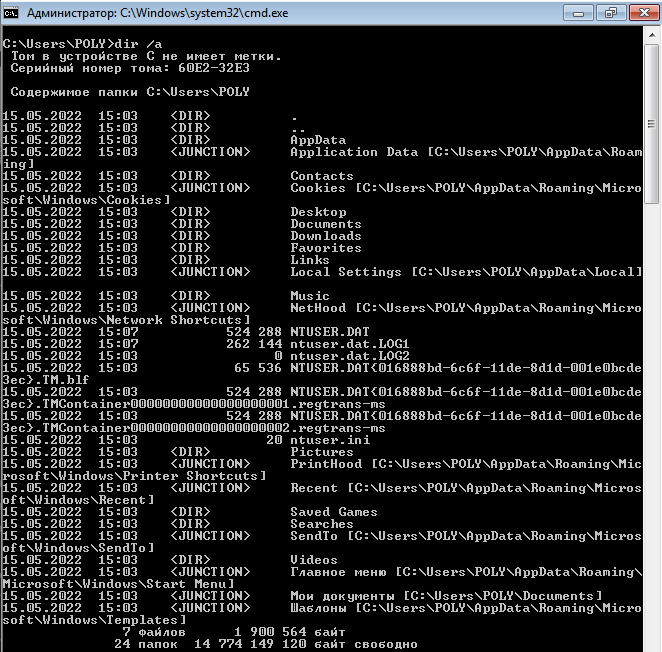 Администратор: C:\Windows\system32\cmd.exe
C:\Users\POLY>dir /a
Том в устройстве C не имеет метки.
Серийный номер тома: 60E2-32E3
Содержимое папки C:\Users\POLY
15.05.2022  15:03    <DIR>          .
15.05.2022  15:03    <DIR>          ..
15.05.2022  15:03    <DIR>          AppData
15.05.2022  15:03    <JUNCTION>     Application Data [C:\Users\POLY\AppData\Roam
ing]
15.05.2022  15:03    <DIR>          Contacts
15.05.2022  15:03    <JUNCTION>     Cookies [C:\Users\POLY\AppData\Roaming\Micro
soft\Windows\Cookies]
15.05.2022  15:03    <DIR>          Desktop
15.05.2022  15:03    <DIR>          Documents
15.05.2022  15:03    <DIR>          Downloads
15.05.2022  15:03    <DIR>          Favorites
15.05.2022  15:03    <DIR>          Links
15.05.2022  15:03    <JUNCTION>     Local Settings [C:\Users\POLY\AppData\Local]
15.05.2022  15:03    <DIR>          Music
15.05.2022  15:03    <JUNCTION>     NetHood [C:\Users\POLY\AppData\Roaming\Micro
soft\Windows\Network Shortcuts]
15.05.2022  15:07           524 288 NTUSER.DAT
15.05.2022  15:07           262 144 ntuser.dat.LOG1
15.05.2022  15:03                 0 ntuser.dat.LOG2
15.05.2022  15:03            65 536 NTUSER.DAT{016888bd-6c6f-11de-8d1d-001e0bcde
3ec}.TM.blf
15.05.2022  15:03           524 288 NTUSER.DAT{016888bd-6c6f-11de-8d1d-001e0bcde
3ec}.TMContainer00000000000000000001.regtrans-ms
15.05.2022  15:03           524 288 NTUSER.DAT{016888bd-6c6f-11de-8d1d-001e0bcde
3ec}.TMContainer00000000000000000002.regtrans-ms
15.05.2022  15:03                20 ntuser.ini
15.05.2022  15:03    <DIR>          Pictures
15.05.2022  15:03    <JUNCTION>     PrintHood [C:\Users\POLY\AppData\Roaming\Mic
rosoft\Windows\Printer Shortcuts]
15.05.2022  15:03    <JUNCTION>     Recent [C:\Users\POLY\AppData\Roaming\Micros
oft\Windows\Recent]
15.05.2022  15:03    <DIR>          Saved Games
15.05.2022  15:03    <DIR>          Searches
15.05.2022  15:03    <JUNCTION>     SendTo [C:\Users\POLY\AppData\Roaming\Micros
oft\Windows\SendTo]
15.05.2022  15:03    <DIR>          Videos
15.05.2022  15:03    <JUNCTION>     Главное меню [C:\Users\POLY\AppData\Roaming\
Microsoft\Windows\Start Menu]
15.05.2022  15:03    <JUNCTION>     Мои документы [C:\Users\POLY\Documents]
15.05.2022  15:03    <JUNCTION>     Шаблоны [C:\Users\POLY\AppData\Roaming\Micro
soft\Windows\Templates]
7 файлов      1 900 564 байт
24 папок  14 774 149 120 байт свободно